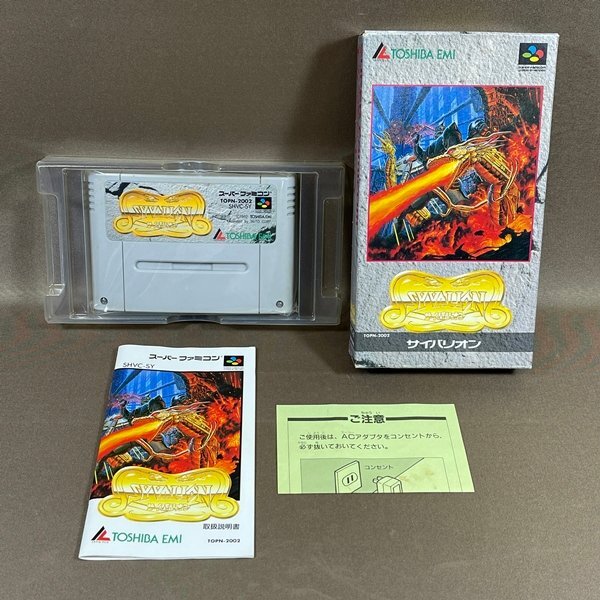 TOSHIBA EMI
TOPN-2002
サイバリオン
スーパーファミコン
TOPN-2002
SHVC-SY
TOSHIBA EMI
スーパーファミコン
SHVC-SY
取扱説明書
TOSHIBA EMI
TOPN-2002
ご注意
ご使用後は、ACアダプタをコンセントから、
必ず抜いておいてください。
コンセント